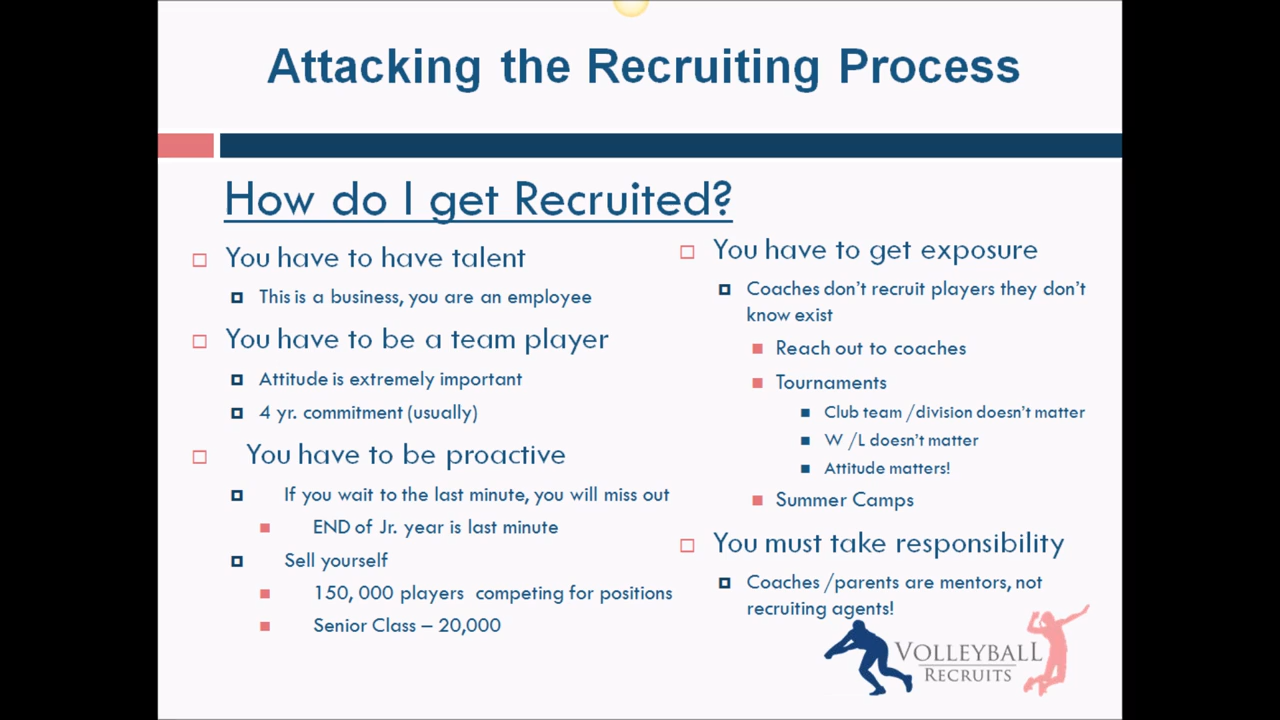 Attacking the Recruiting Process
How do I get Recruited?
You have to have talent
This is a business, you are an employee
You have to be a team player
Attitude is extremely important
4 yr. commitment (usually)
You have to be proactive
If you wait to the last minute, you will miss out
END of Jr. year is last minute
Sell yourself
150, 000 players competing for positions
Senior Class – 20,000
You have to get exposure
Coaches don't recruit players they don't
know exist
Reach out to coaches
Tournaments
Club team /division doesn't matter
W /L doesn't matter
Attitude matters!
Summer Camps
You must take responsibility
Coaches /parents are mentors, not
recruiting agents!
VOLLEYBALL
RECRUITS